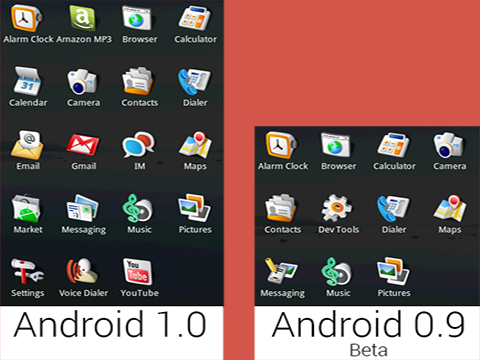 Alarm Clock Amazon MP3 Browser Calculator
31
Calendar Camera Contacts Dialer
@
Email Gmail IM Maps
Market Messaging Music Pictures
You
Tube
Settings Voice Dialer YouTube
Android 1.0
Alarm Clock Browser Calculator Camera
Contacts Dev Tools Dialer Maps
Messaging Music Pictures
Android 0.9
Beta